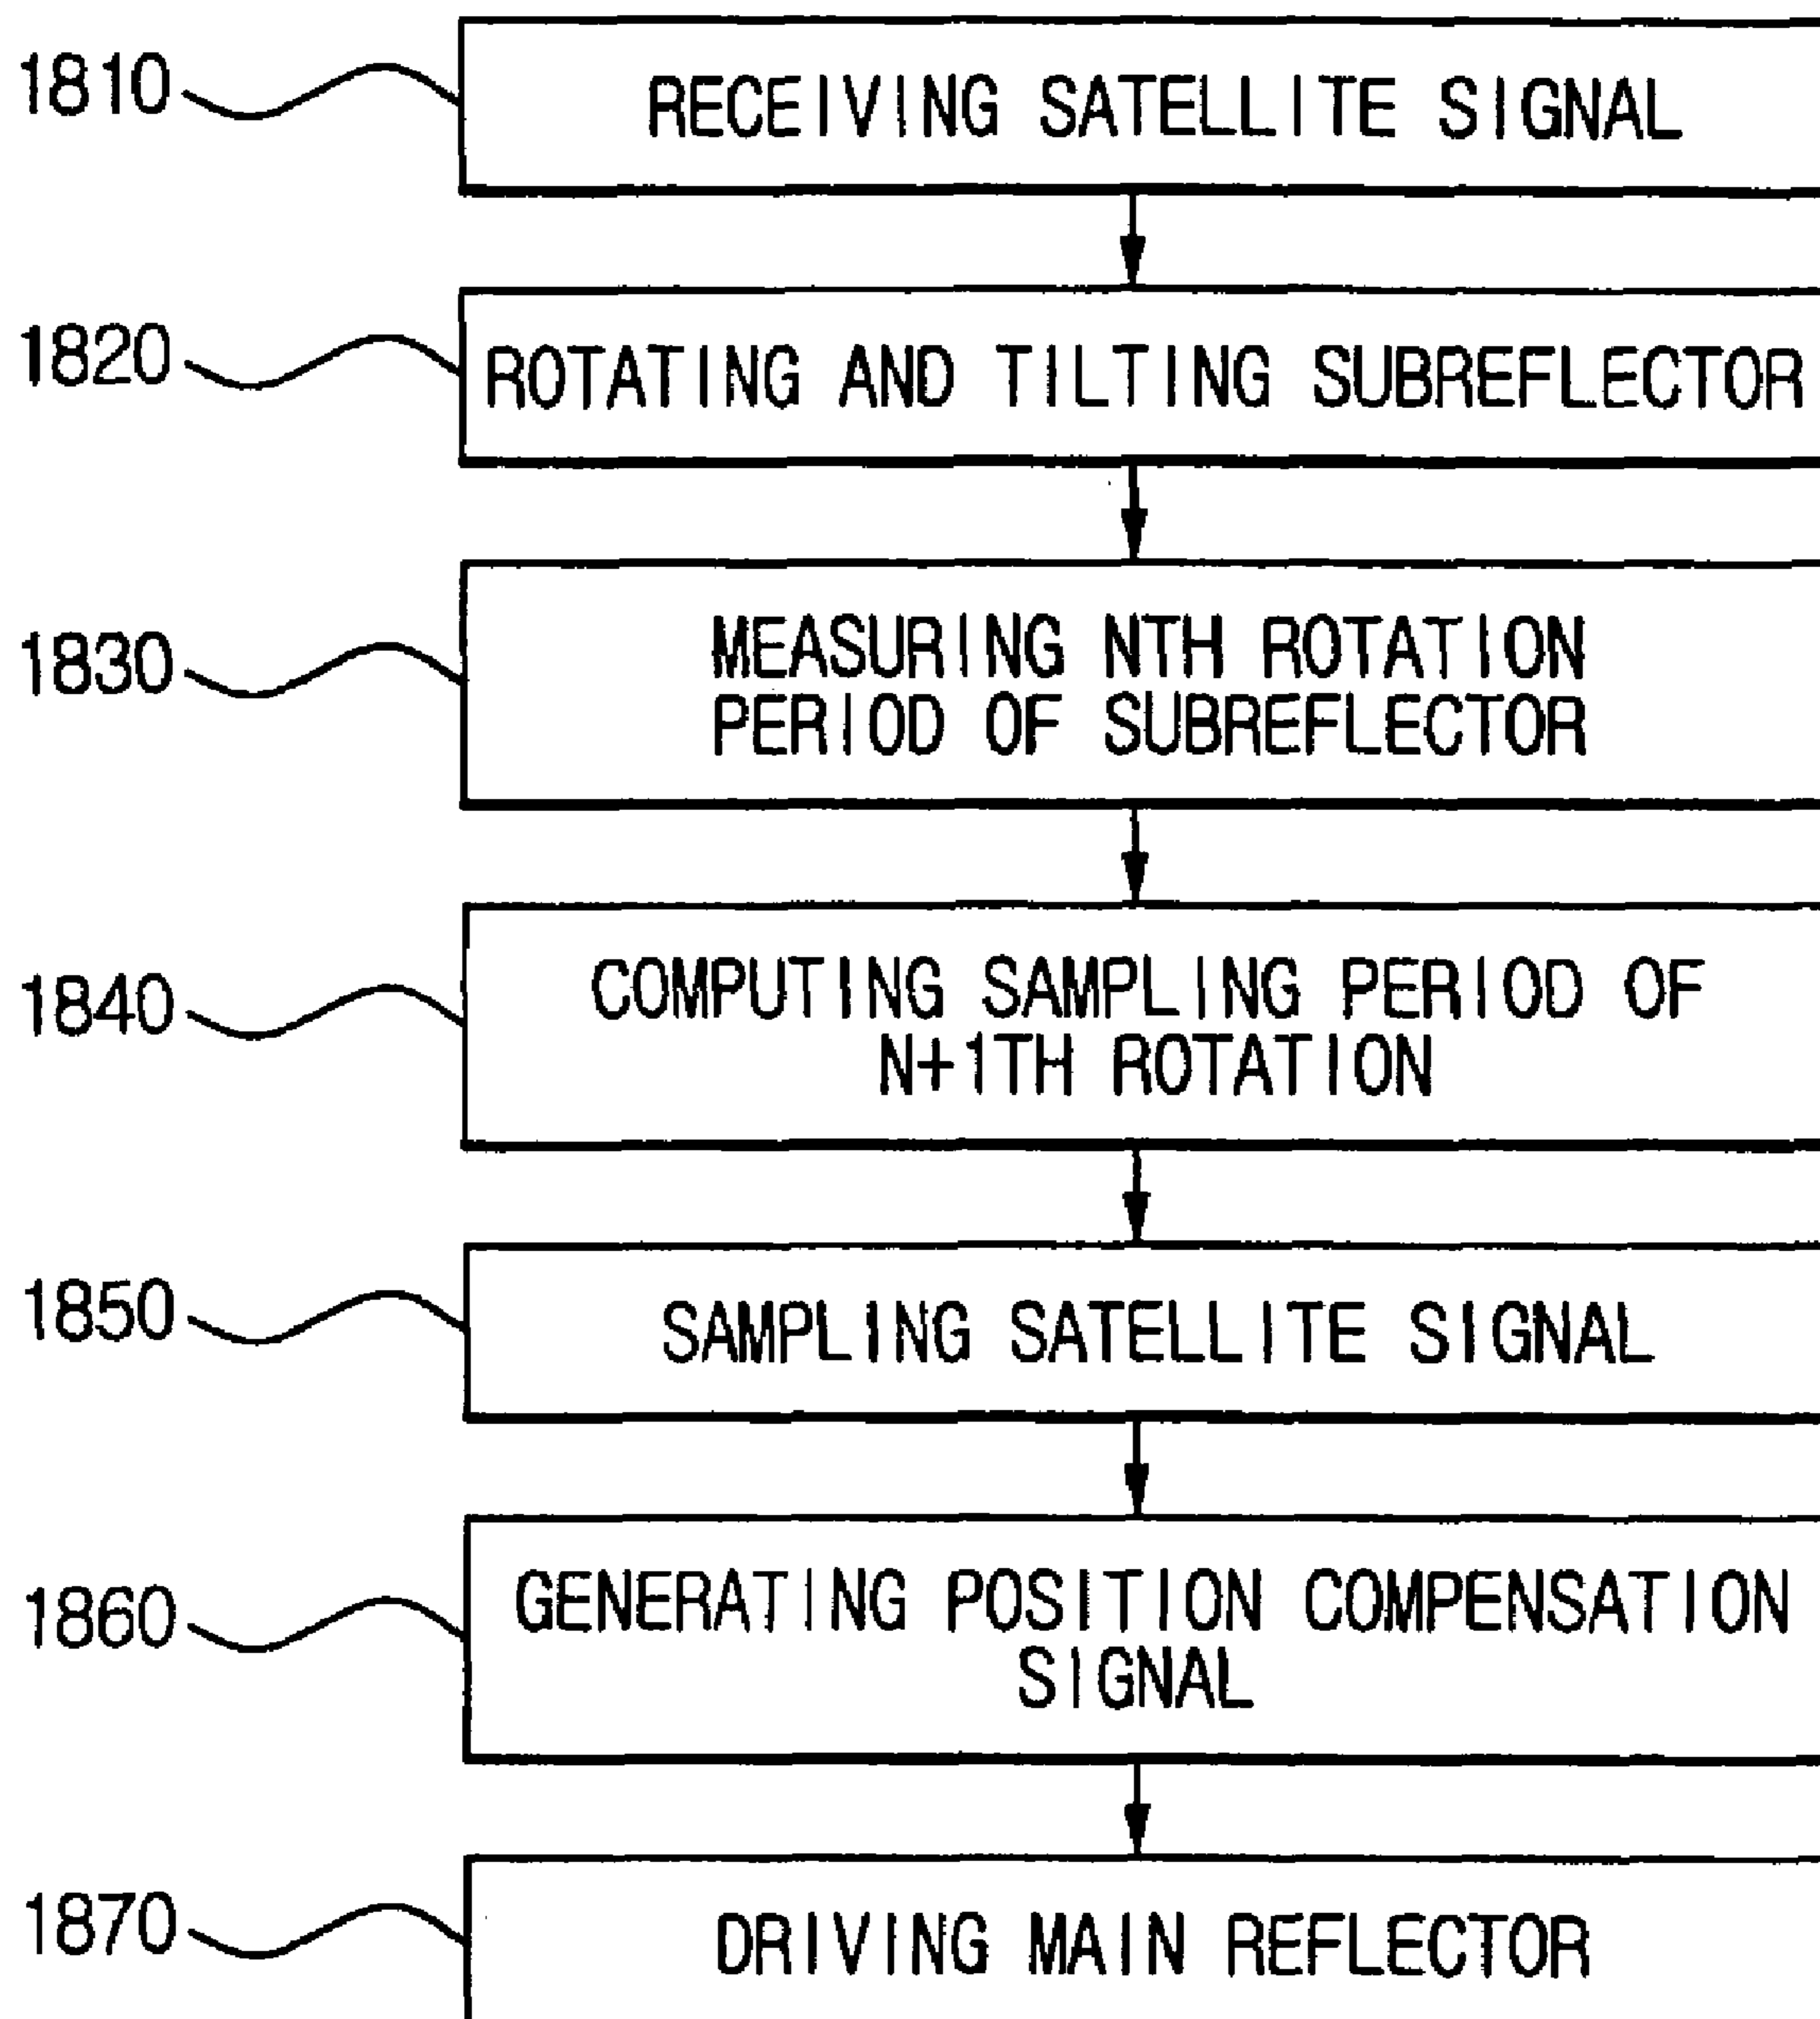 1810
RECEIVING SATELLITE SIGNAL
1820
ROTATING AND TILTING SUBREFLECTOR
1830
MEASURING NTH ROTATION
PERIOD OF SUBREFLECTOR
1840
COMPUTING SAMPLING PERIOD OF
N+1TH ROTATION
1850
SAMPLING SATELLITE SIGNAL
1860
GENERATING POSITION COMPENSATION
SIGNAL
1870
DRIVING MAIN REFLECTOR